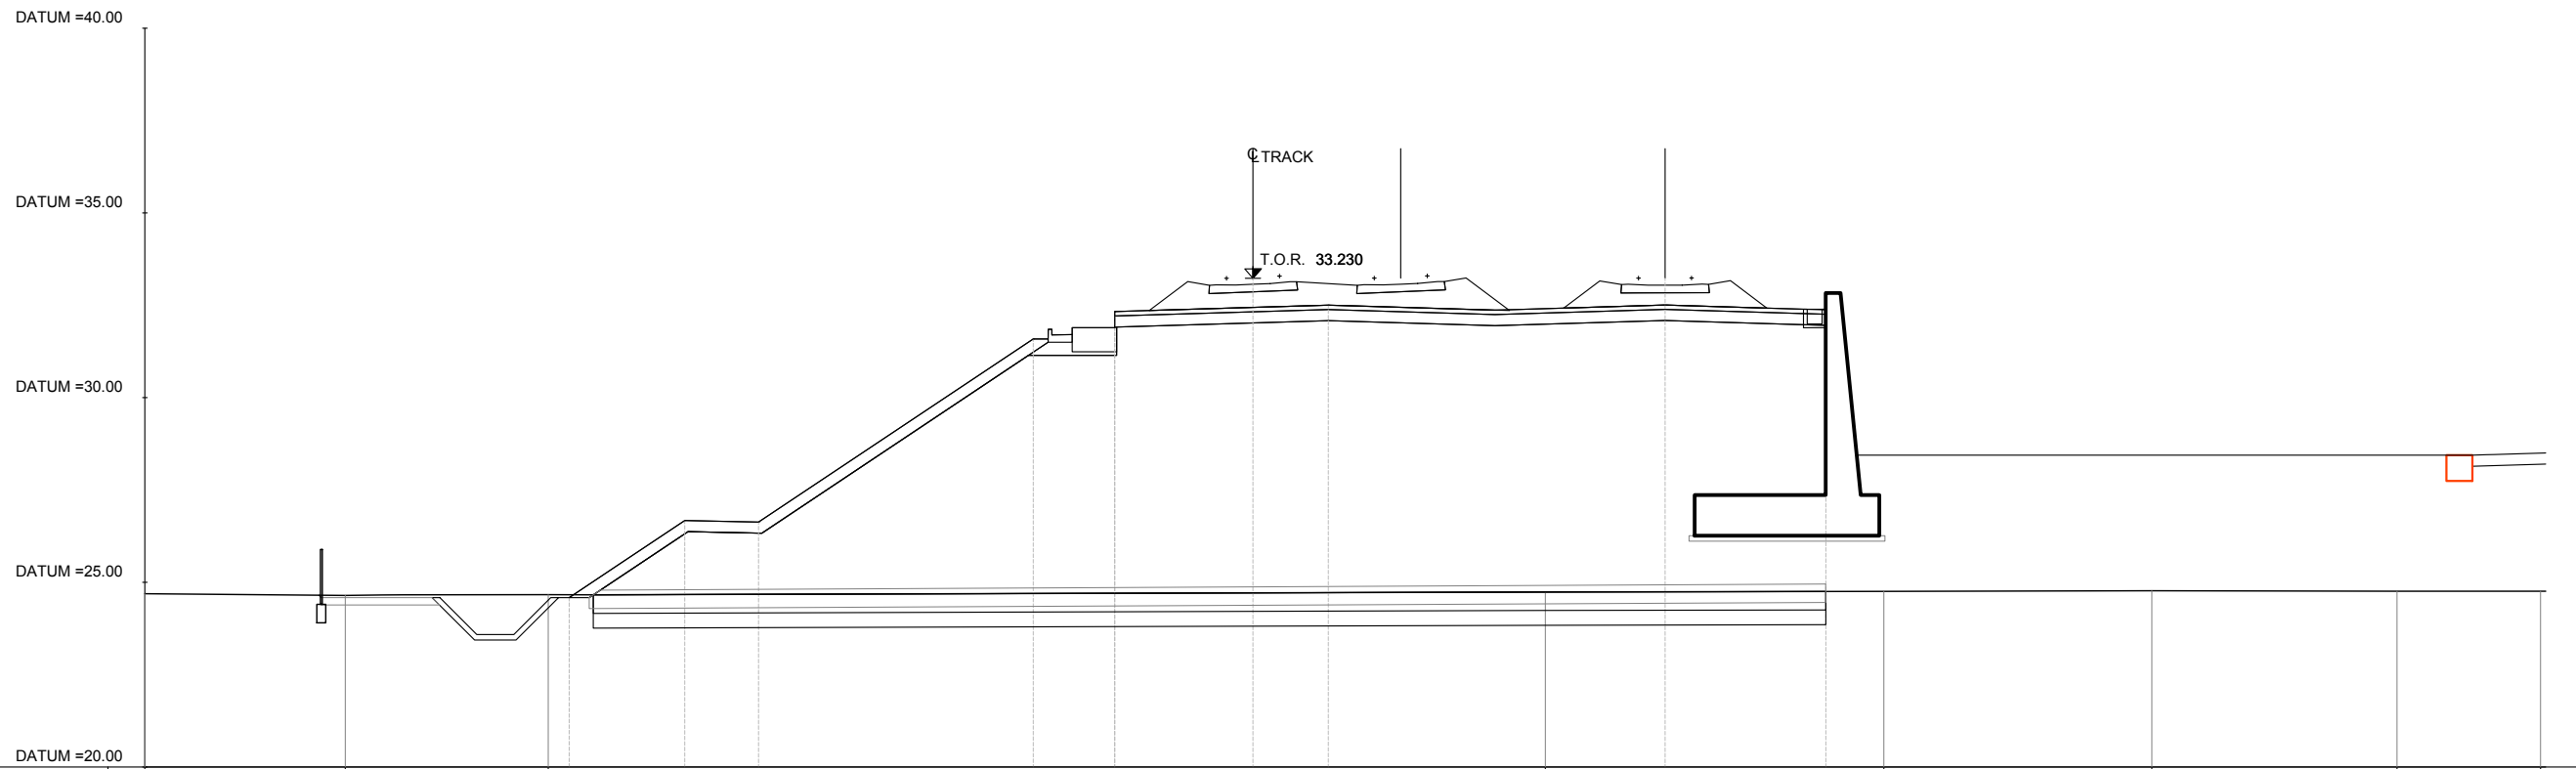 DATUM =40.00
℄ TRACK
DATUM =35.00
T.O.R. 33.230
DATUM =30.00
DATUM =25.00
DATUM =20.00